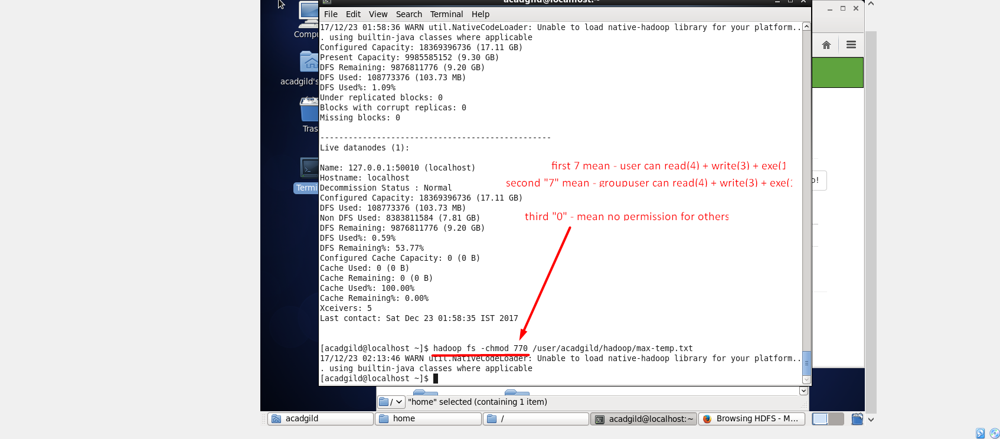 acadgild@localhost:~
File Edit View Search Terminal Help
17/12/23 01:58:36 WARN util.NativeCodeLoader: Unable to load native-hadoop library for your platform..
. using builtin-java classes where applicable
Configured Capacity: 18369396736 (17.11 GB)
Present Capacity: 9985585152 (9.30 GB)
DFS Remaining: 9876811776 (9.20 GB)
DFS Used: 108773376 (103.73 MB)
DFS Used%: 1.09%
Under replicated blocks: 0
Blocks with corrupt replicas: 0
Missing blocks: 0
-------------------------------------------------
Live datanodes (1):
Name: 127.0.0.1:50010 (localhost)
Hostname: localhost
Decommission Status : Normal
Configured Capacity: 18369396736 (17.11 GB)
DFS Used: 108773376 (103.73 MB)
Non DFS Used: 8383811584 (7.81 GB)
DFS Remaining: 9876811776 (9.20 GB)
DFS Used%: 0.59%
DFS Remaining%: 53.77%
Configured Cache Capacity: 0 (0 B)
Cache Used: 0 (0 B)
Cache Remaining: 0 (0 B)
Cache Used%: 100.00%
Cache Remaining%: 0.00%
Xceivers: 5
Last contact: Sat Dec 23 01:58:35 IST 2017
first 7 mean - user can read(4) + write(3) + exe(1
second "7" mean - groupuser can read(4) + write(3) + exe(1
third "0" - mean no permission for others
[acadgild@localhost ~]$ hadoop fs -chmod 770 /user/acadgild/hadoop/max-temp.txt
17/12/23 02:13:46 WARN util.NativeCodeLoader: Unable to load native-hadoop library for your platform..
. using builtin-java classes where applicable
[acadgild@localhost ~]$
Compu
acadgild's
Tras
Termi
o!
/
"home" selected (containing 1 item)
acadgild
home
/
acadgild@localhost:~
Browsing HDFS - M...